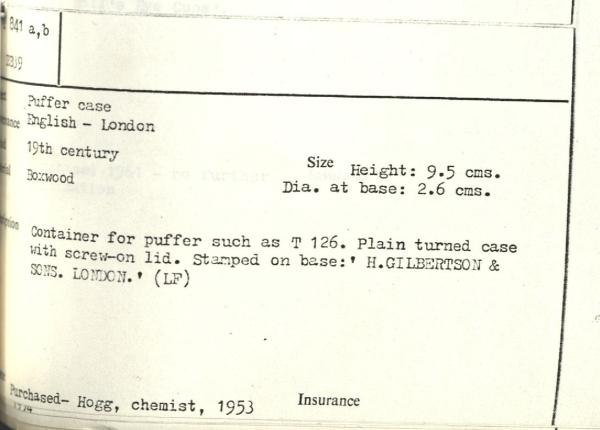 841 a,b
Puffer case
English - London
19th century
Size Height: 9.5 cms.
Boxwood
Dia. at base: 2.6 cms.
Container for puffer such as T 126. Plain turned case
with screw-on lid. Stamped on base:' H.GILBERTSON &
SONS. LONDON.' (LF)
Purchased- Hogg, chemist, 1953
Insurance